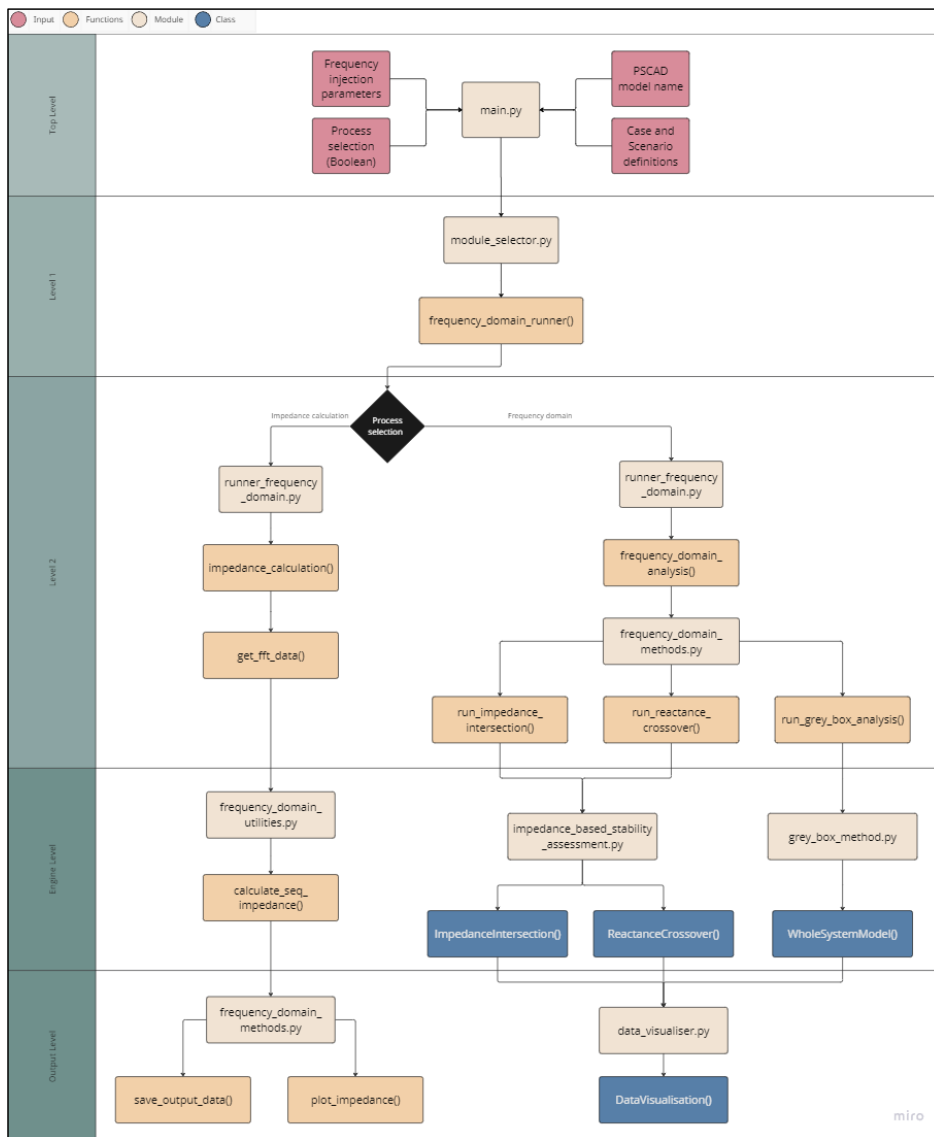 Input
Functions
Module
Class
Top Level
Frequency
injection
parameters
Process
selection
(Boolean)
main.py
PSCAD
model name
Case and
Scenario
definitions
Level 1
module_selector.py
frequency_domain_runner()
Level 2
Impedance calculation
Process
selection
Frequency domain
runner_frequency
_domain.py
impedance_calculation()
get_fft_data()
runner_frequency
_domain.py
frequency_domain_
analysis()
frequency_domain_
methods.py
run_impedance_
intersection()
run_reactance_
crossover()
run_grey_box_analysis()
Engine Level
frequency_domain_
utilities.py
calculate_seq_
impedance()
impedance_based_stability
_assessment.py
grey_box_method.py
ImpedanceIntersection()
ReactanceCrossover()
WholeSystemModel()
Output Level
frequency_domain_
methods.py
save_output_data()
plot_impedance()
data_visualiser.py
DataVisualisation()
miro